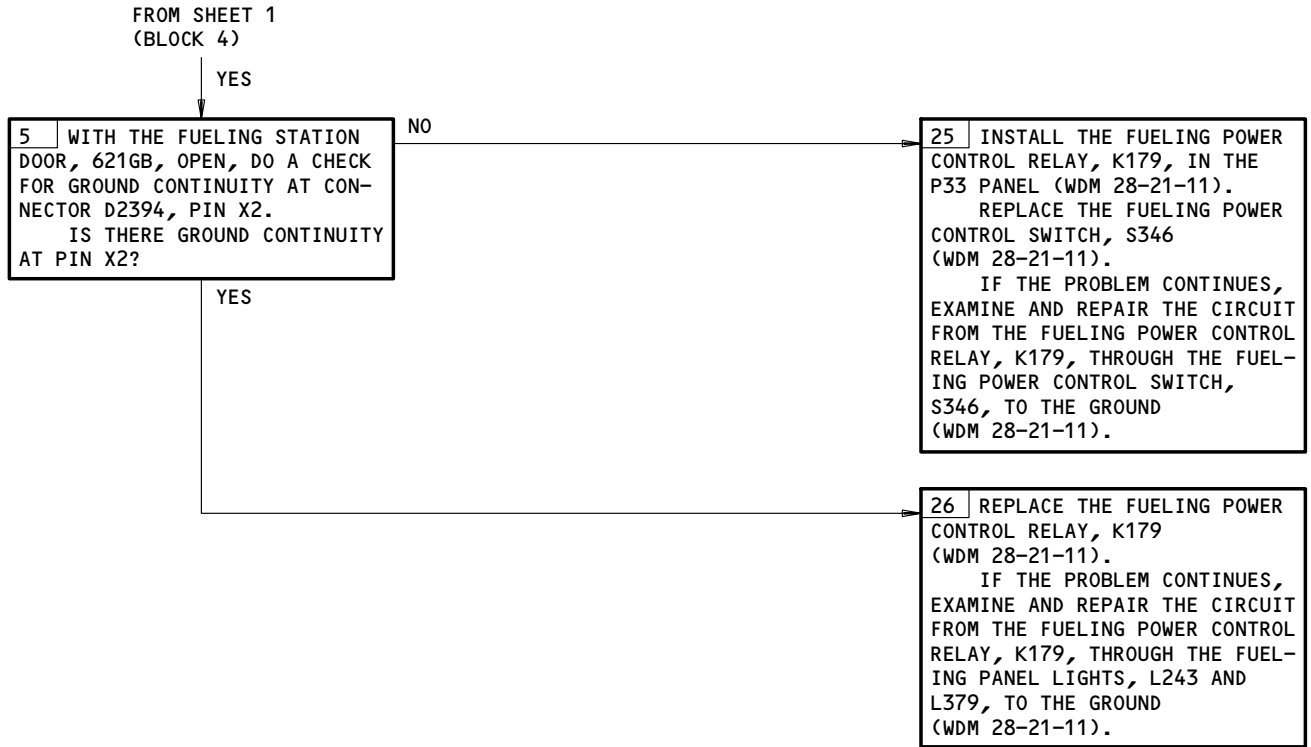 FROM SHEET 1
(BLOCK 4)
YES
5 WITH THE FUELING STATION
DOOR, 621GB, OPEN, DO A CHECK
FOR GROUND CONTINUITY AT CON-
NECTOR D2394, PIN X2.
IS THERE GROUND CONTINUITY
AT PIN X2?
NO
YES
25 INSTALL THE FUELING POWER
CONTROL RELAY, K179, IN THE
P33 PANEL (WDM 28-21-11).
REPLACE THE FUELING POWER
CONTROL SWITCH, S346
(WDM 28-21-11).
IF THE PROBLEM CONTINUES,
EXAMINE AND REPAIR THE CIRCUIT
FROM THE FUELING POWER CONTROL
RELAY, K179, THROUGH THE FUEL-
ING POWER CONTROL SWITCH,
S346, TO THE GROUND
(WDM 28-21-11).
26 REPLACE THE FUELING POWER
CONTROL RELAY, K179
(WDM 28-21-11).
IF THE PROBLEM CONTINUES,
EXAMINE AND REPAIR THE CIRCUIT
FROM THE FUELING POWER CONTROL
RELAY, K179, THROUGH THE FUEL-
ING PANEL LIGHTS, L243 AND
L379, TO THE GROUND
(WDM 28-21-11).